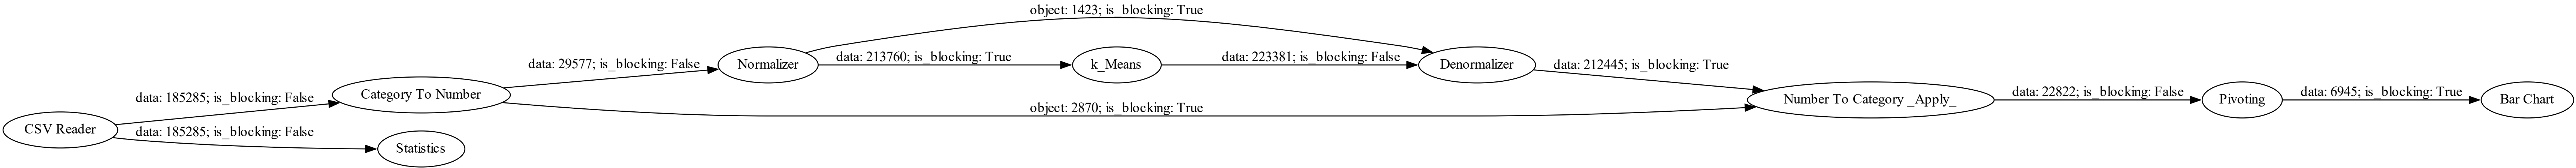 CSV Reader
data: 185285; is_blocking: False
data: 185285; is_blocking: False
Category To Number
Statistics
data: 29577; is_blocking: False
object: 2870; is_blocking: True
Normalizer
object: 1423; is_blocking: True
data: 213760; is_blocking: True
k_Means
data: 223381; is_blocking: False
Denormalizer
data: 212445; is_blocking: True
Number To Category _Apply_
data: 22822; is_blocking: False
Pivoting
data: 6945; is_blocking: True
Bar Chart